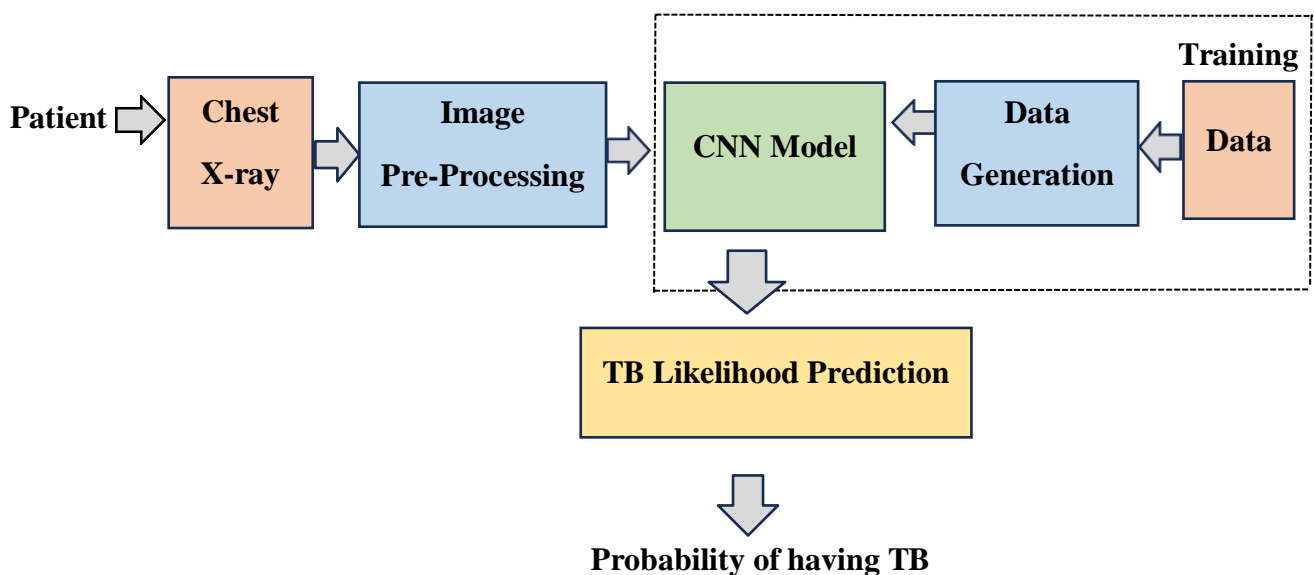 Patient
Chest
X-ray
Image
Pre-Processing
CNN Model
Data
Generation
Training
Data
TB Likelihood Prediction
Probability of having TB